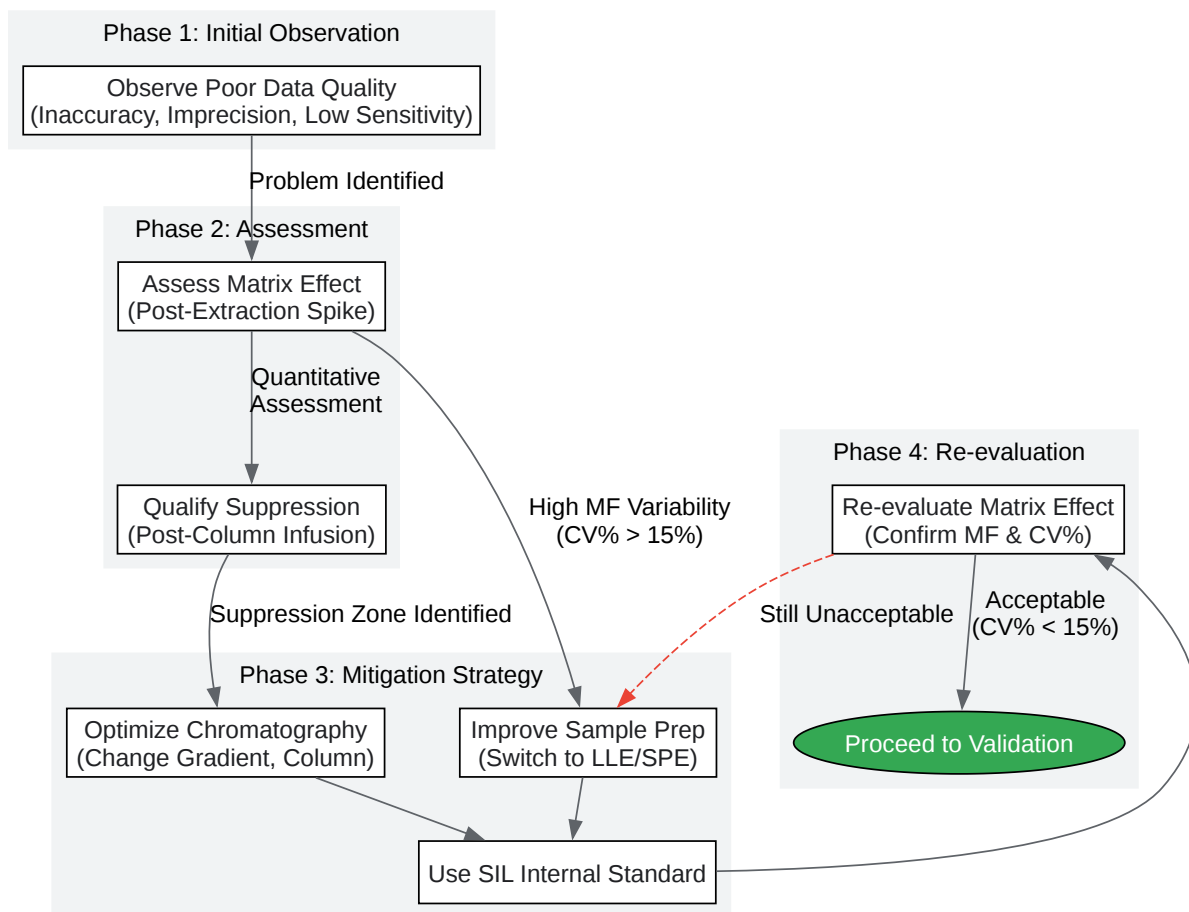 Phase 1: Initial Observation
Observe Poor Data Quality
(Inaccuracy, Imprecision, Low Sensitivity)
Problem Identified
Phase 2: Assessment
Assess Matrix Effect
(Post-Extraction Spike)
Quantitative
Assessment
Qualify Suppression
(Post-Column Infusion)
High MF Variability
(CV% > 15%)
Suppression Zone Identified
Phase 3: Mitigation Strategy
Optimize Chromatography
(Change Gradient, Column)
Improve Sample Prep
(Switch to LLE/SPE)
Use SIL Internal Standard
Phase 4: Re-evaluation
Re-evaluate Matrix Effect
(Confirm MF & CV%)
Still Unacceptable
Acceptable
(CV% < 15%)
Proceed to Validation